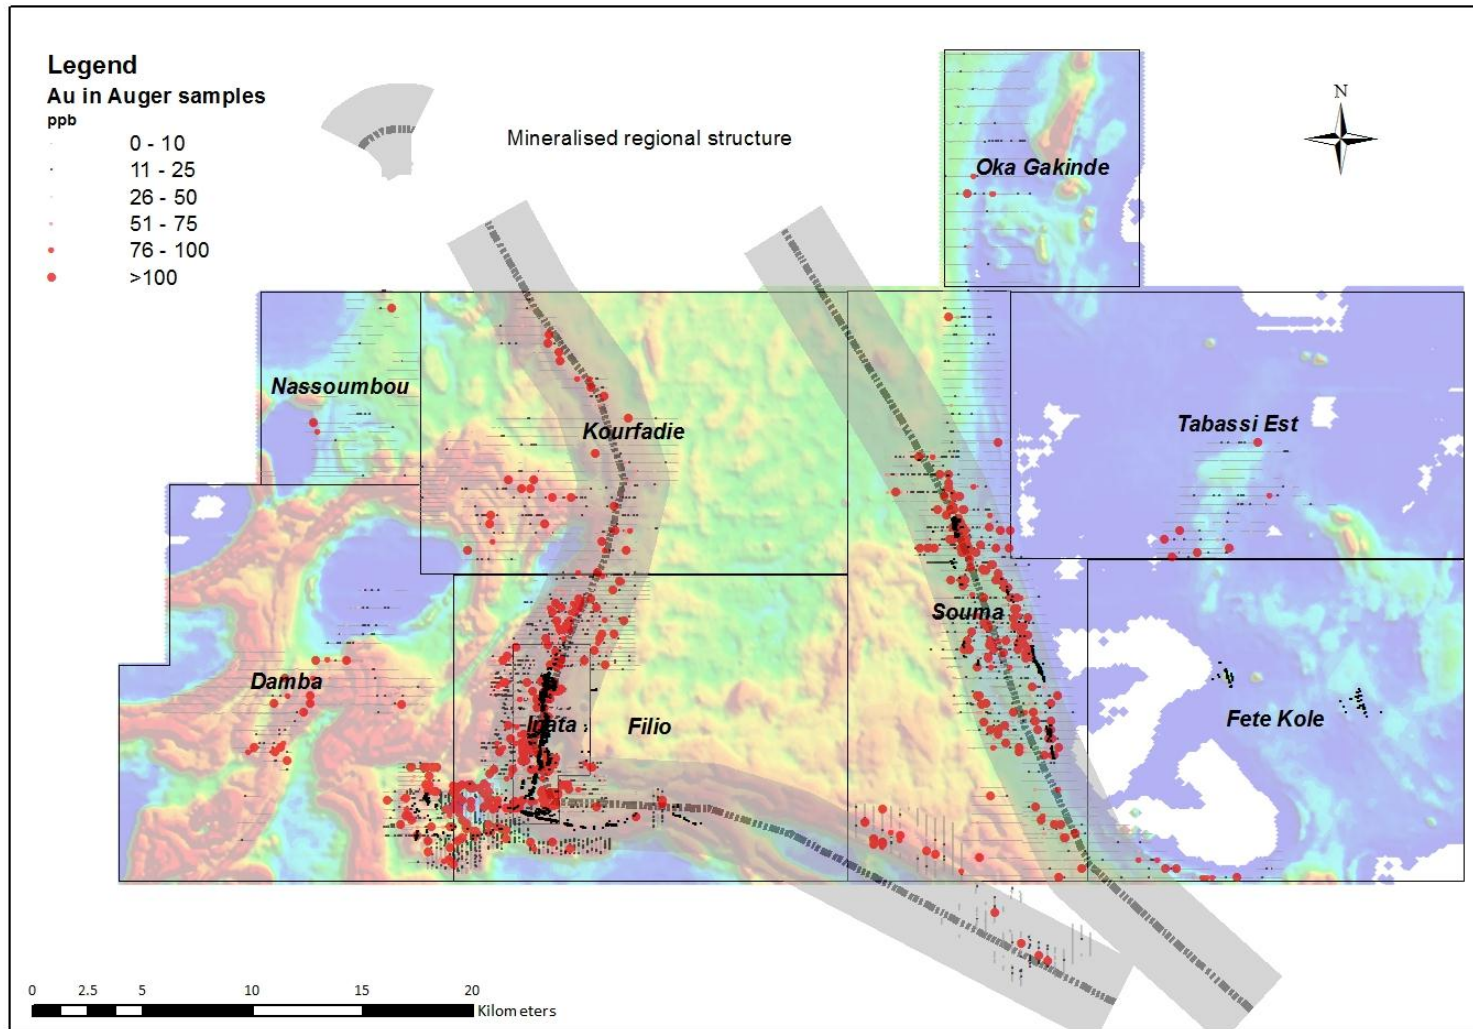 Legend
Au in Auger samples
ppb
0 - 10
11 - 25
26 - 50
51 - 75
76 - 100
>100
Mineralised regional structure
N
Oka Gakinde
Nassoumbou
Kourfadie
Tabassi Est
Souma
Damba
Inata
Filio
Fete Kole
0 2.5 5 10 15 20
Kilometers